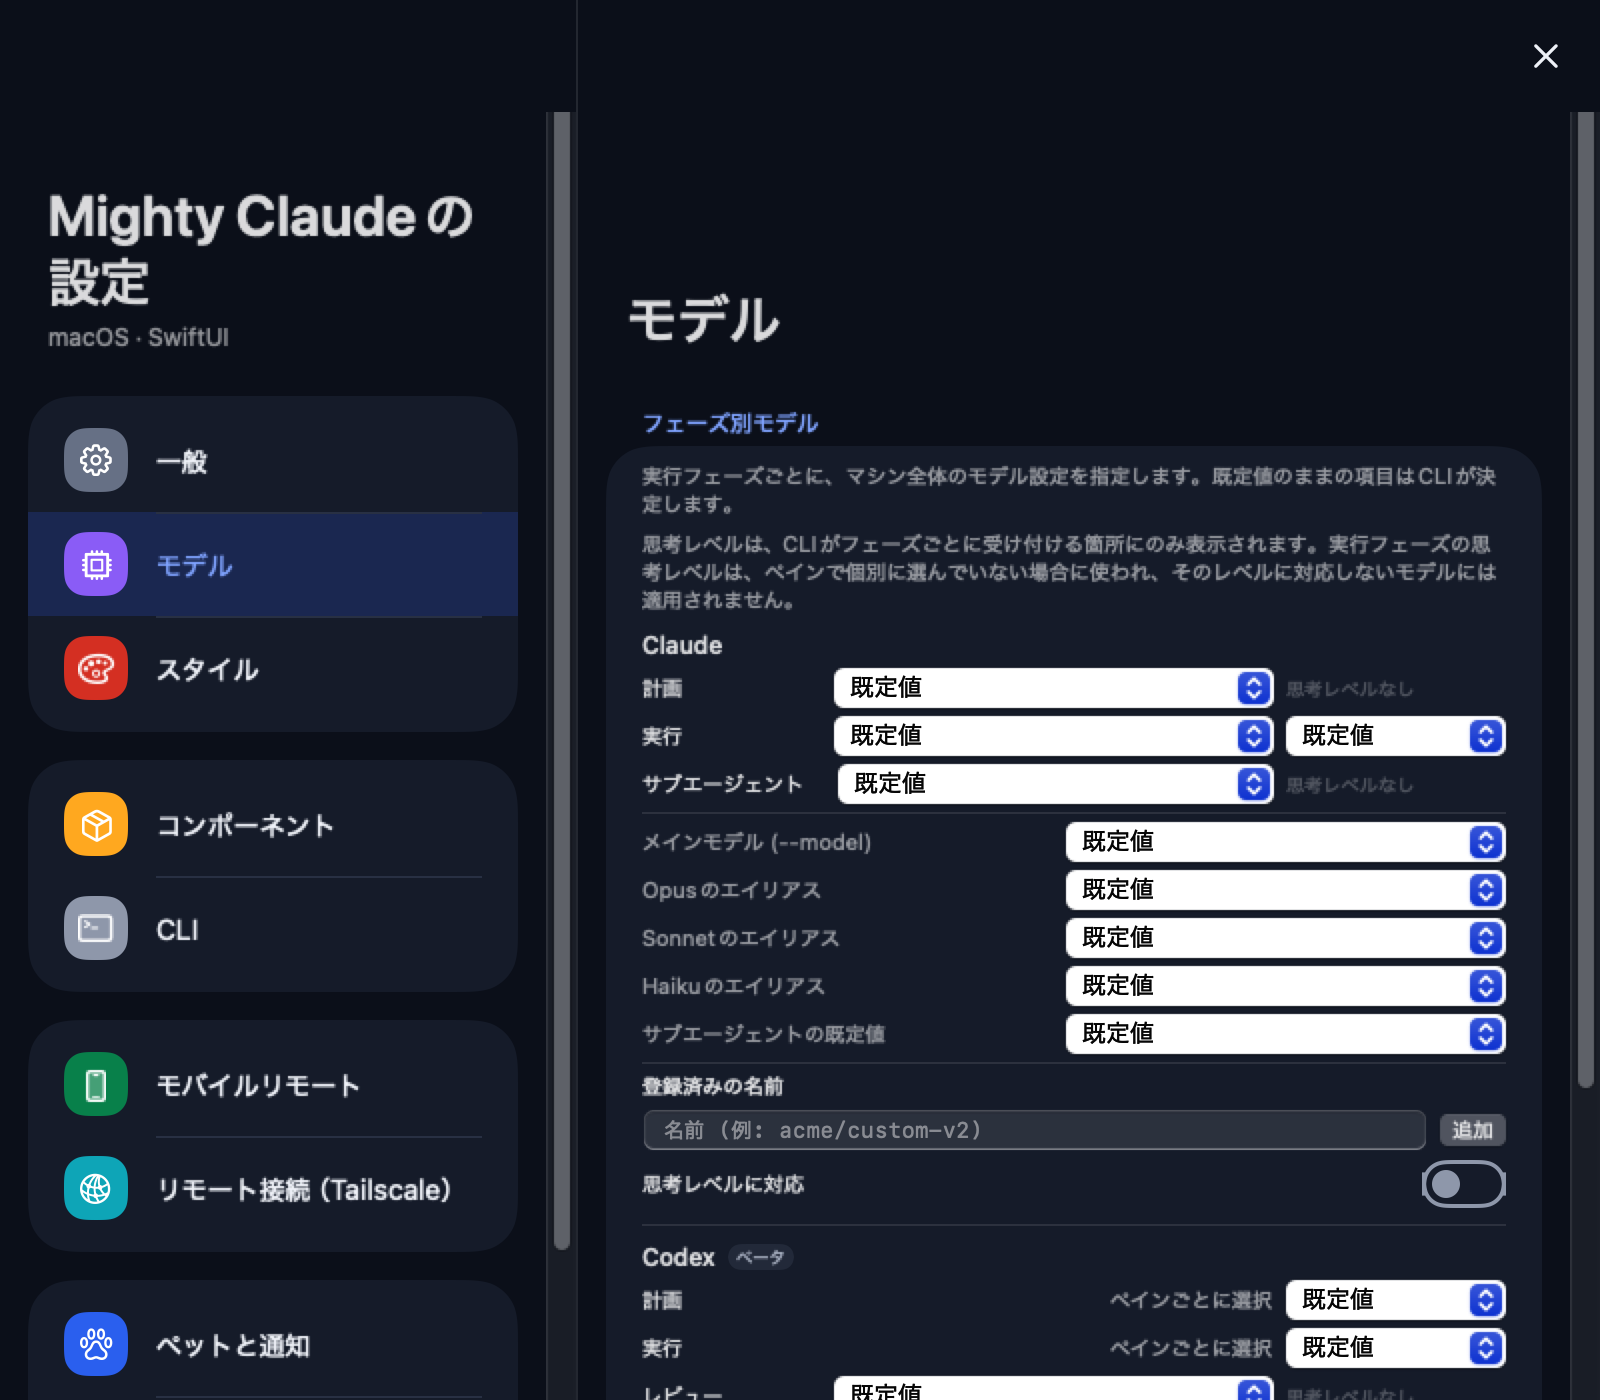 Mighty Claude の
設定
macOS · SwiftUI
一般
モデル
スタイル
コンポーネント
CLI
モバイルリモート
リモート接続 (Tailscale)
ペットと通知
モデル
フェーズ別モデル
実行フェーズごとに、マシン全体のモデル設定を指定します。既定値のままの項目は CLI が決
定します。
思考レベルは、CLI がフェーズごとに受け付ける箇所にのみ表示されます。実行フェーズの思
考レベルは、ペインで個別に選んでいない場合に使われ、そのレベルに対応しないモデルには
適用されません。
Claude
計画 既定値 思考レベルなし
実行 既定値 既定値
サブエージェント 既定値 思考レベルなし
メインモデル (--model) 既定値
Opus のエイリアス 既定値
Sonnet のエイリアス 既定値
Haiku のエイリアス 既定値
サブエージェントの既定値 既定値
登録済みの名前
名前 (例: acme/custom-v2) 追加
思考レベルに対応
Codex ベータ
計画 ペインごとに選択 既定値
実行 ペインごとに選択 既定値
レビュー 既定値 思考レベルなし